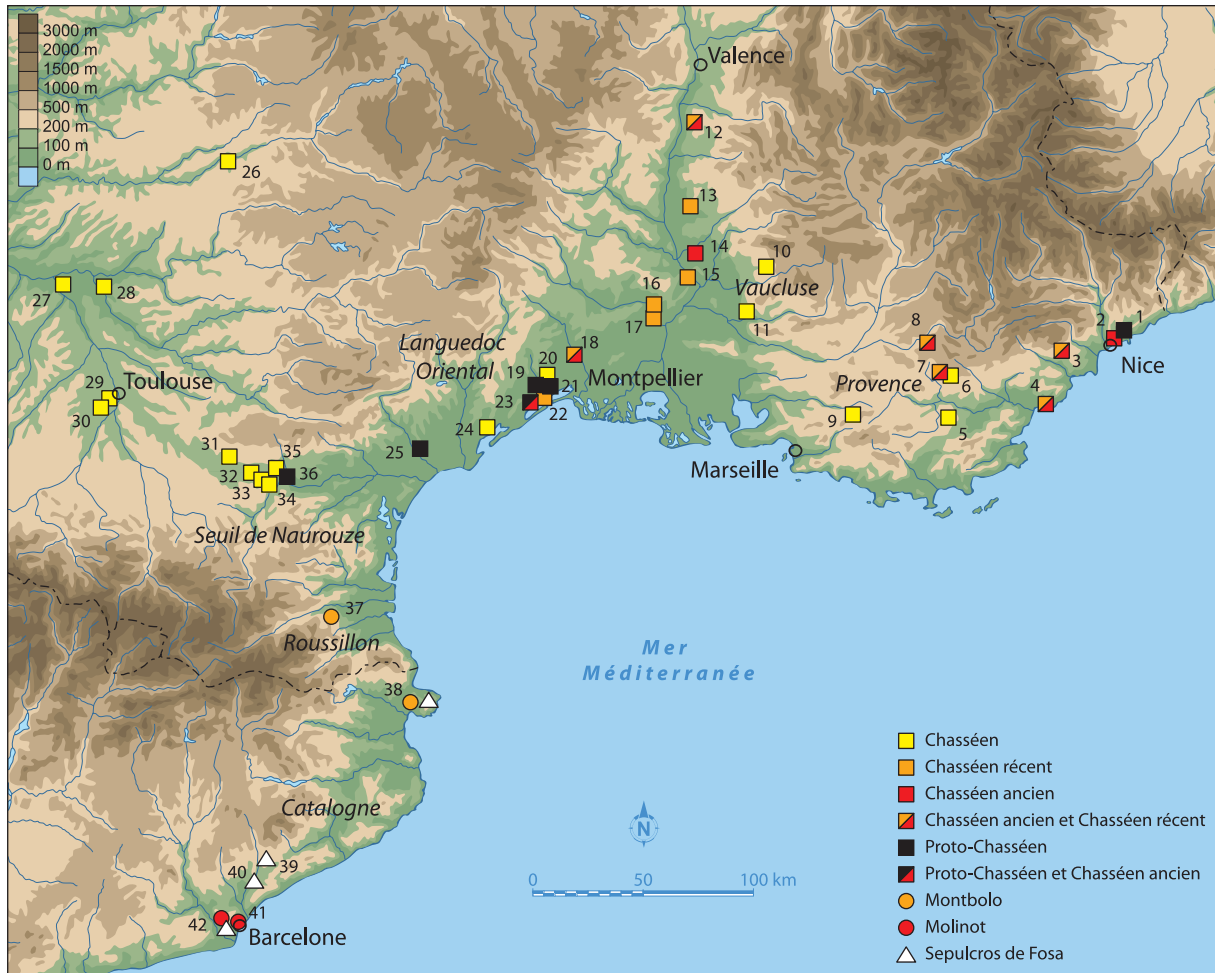 3000 m
2000 m
1500 m
1000 m
500 m
200 m
100 m
0 m
Valence
12
26
13
14
10
15
Vaucluse
27
28
16
17
11
8
2
1
Languedoc
Oriental
18
3
Nice
20
7
6
Provence
4
19
21
Montpellier
29
Toulouse
23
22
30
9
5
24
25
Marseille
31
35
32
36
33
34
Seuil de Naurouze
37
Roussillon
Mer
Méditerranée
38
Chasséen
Chasséen récent
Catalogne
Chasséen ancien
N
Chasséen ancien et Chasséen récent
Proto-Chasséen
40
39
0
50
100 km
Proto-Chasséen et Chasséen ancien
Montbolo
41
42
Barcelone
Molinot
Sepulcros de Fosa